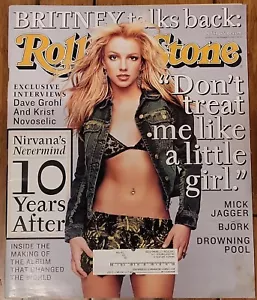 BRITNEY talks back:
Rolling Stone
EXCLUSIVE
INTERVIEWS
Dave Grohl
And Krist
Novoselic
Nirvana's
Nevermind
10
Years
After
INSIDE THE
MAKING OF
THE ALBUM
THAT CHANGED
THE WORLD
"Don't
treat
me like
a little
girl."
MICK
JAGGER
BJÖRK
DROWNING
POOL